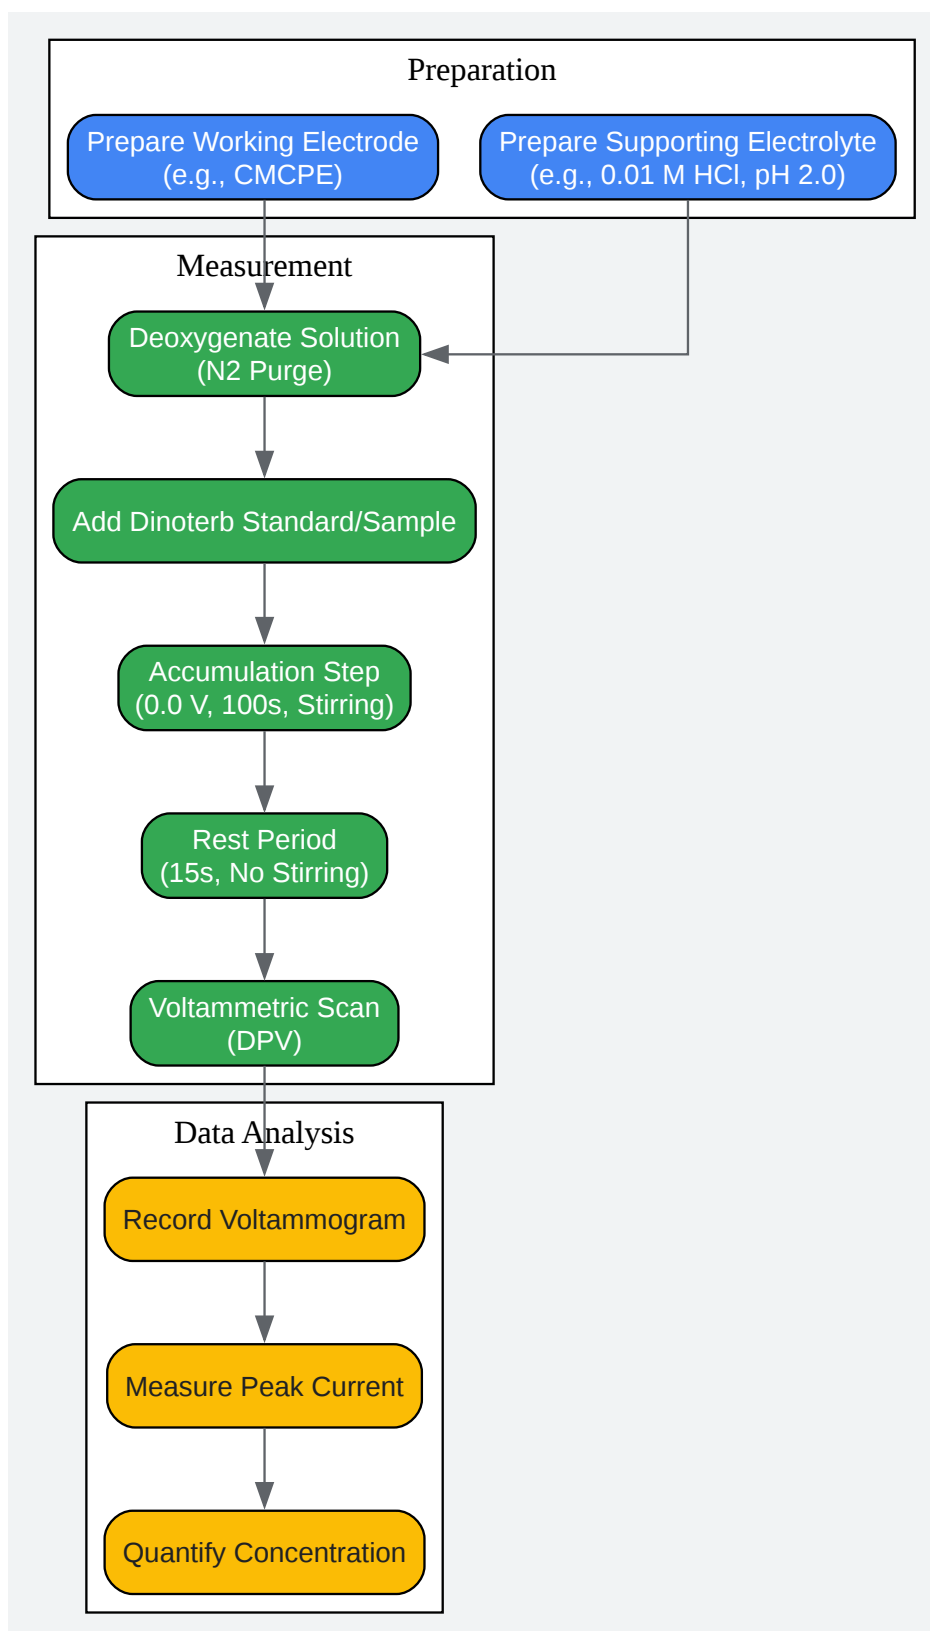 Preparation
Prepare Working Electrode
(e.g., CMCPE)
Prepare Supporting Electrolyte
(e.g., 0.01 M HCl, pH 2.0)
Measurement
Deoxygenate Solution
(N2 Purge)
Add Dinoterb Standard/Sample
Accumulation Step
(0.0 V, 100s, Stirring)
Rest Period
(15s, No Stirring)
Voltammetric Scan
(DPV)
Data Analysis
Record Voltammogram
Measure Peak Current
Quantify Concentration